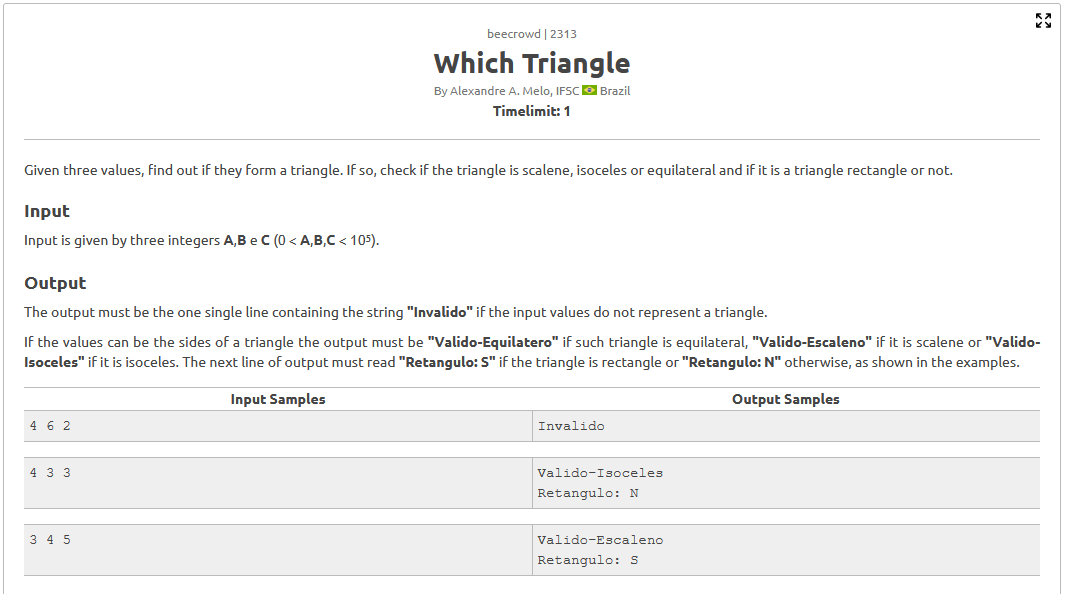 beecrowd | 2313
Which Triangle
By Alexandre A. Melo, IFSC Brazil
Timelimit: 1
Given three values, find out if they form a triangle. If so, check if the triangle is scalene, isoceles or equilateral and if it is a triangle rectangle or not.
Input
Input is given by three integers A,B e C (0 < A,B,C < 10⁵).
Output
The output must be the one single line containing the string "Invalido" if the input values do not represent a triangle.
If the values can be the sides of a triangle the output must be "Valido-Equilatero" if such triangle is equilateral, "Valido-Escaleno" if it is scalene or "Valido-
Isoceles" if it is isoceles. The next line of output must read "Retangulo: S" if the triangle is rectangle or "Retangulo: N" otherwise, as shown in the examples.
Input Samples Output Samples
4 6 2 Invalido
4 3 3 Valido-Isoceles
Retangulo: N
3 4 5 Valido-Escaleno
Retangulo: S